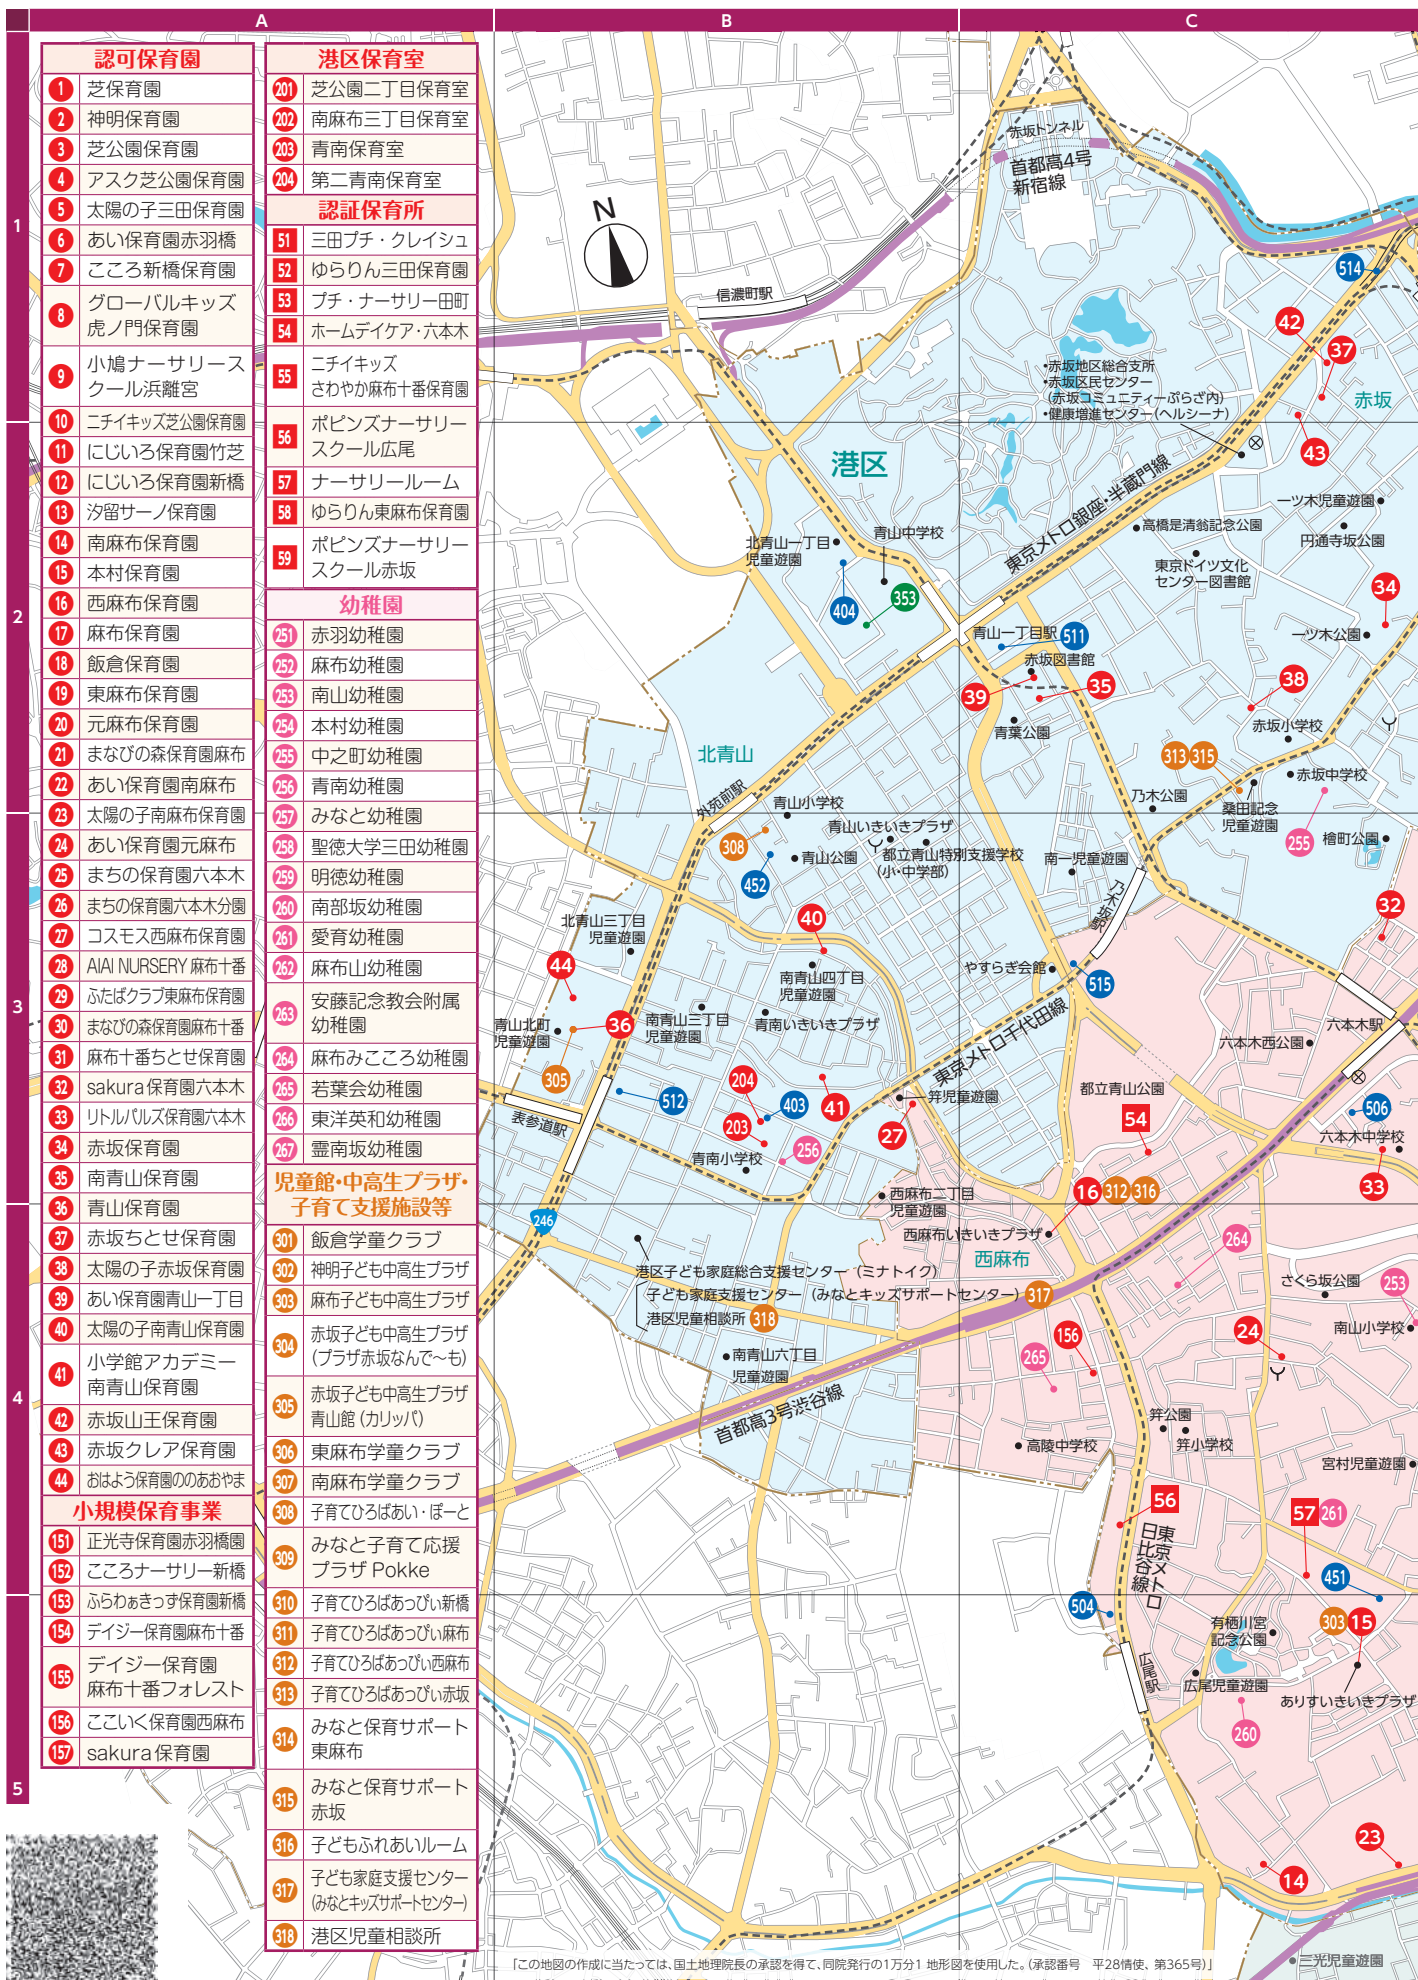 A
B
C
1
2
3
4
5
認可保育園
1 芝保育園
2 神明保育園
3 芝公園保育園
4 アスク芝公園保育園
5 太陽の子三田保育園
6 あい保育園赤羽橋
7 こころ新橋保育園
8 グローバルキッズ
虎ノ門保育園
9 小鳩ナーサリース
クール浜離宮
10 ニチイキッズ芝公園保育園
11 にじいろ保育園竹芝
12 にじいろ保育園新橋
13 汐留サーノ保育園
14 南麻布保育園
15 本村保育園
16 西麻布保育園
17 麻布保育園
18 飯倉保育園
19 東麻布保育園
20 元麻布保育園
21 まなびの森保育園麻布
22 あい保育園南麻布
23 太陽の子南麻布保育園
24 あい保育園元麻布
25 まちの保育園六本木
26 まちの保育園六本木分園
27 コスモス西麻布保育園
28 AIAI NURSERY 麻布十番
29 ふたばクラブ東麻布保育園
30 まなびの森保育園麻布十番
31 麻布十番ちとせ保育園
32 sakura保育園六本木
33 リトルパルズ保育園六本木
34 赤坂保育園
35 南青山保育園
36 青山保育園
37 赤坂ちとせ保育園
38 太陽の子赤坂保育園
39 あい保育園青山一丁目
40 太陽の子南青山保育園
41 小学館アカデミー
南青山保育園
42 赤坂山王保育園
43 赤坂クレア保育園
44 おはよう保育園ののあおやま
小規模保育事業
151 正光寺保育園赤羽橋園
152 こころナーサリー新橋
153 ふらわぁきっず保育園新橋
154 デイジー保育園麻布十番
155 デイジー保育園
麻布十番フォレスト
156 ここいく保育園西麻布
157 sakura保育園
港区保育室
201 芝公園二丁目保育室
202 南麻布三丁目保育室
203 青南保育室
204 第二青南保育室
認証保育所
51 三田プチ・クレイシュ
52 ゆらりん三田保育園
53 プチ・ナーサリー田町
54 ホームデイケア・六本木
55 ニチイキッズ
さわやか麻布十番保育園
56 ポピンズナーサリー
スクール広尾
57 ナーサリールーム
58 ゆらりん東麻布保育園
59 ポピンズナーサリー
スクール赤坂
幼稚園
251 赤羽幼稚園
252 麻布幼稚園
253 南山幼稚園
254 本村幼稚園
255 中之町幼稚園
256 青南幼稚園
257 みなと幼稚園
258 聖徳大学三田幼稚園
259 明徳幼稚園
260 南部坂幼稚園
261 愛育幼稚園
262 麻布山幼稚園
263 安藤記念教会附属
幼稚園
264 麻布みこころ幼稚園
265 若葉会幼稚園
266 東洋英和幼稚園
267 霊南坂幼稚園
児童館・中高生プラザ・
子育て支援施設等
301 飯倉学童クラブ
302 神明子ども中高生プラザ
303 麻布子ども中高生プラザ
304 赤坂子ども中高生プラザ
(プラザ赤坂なんで〜も)
305 赤坂子ども中高生プラザ
青山館(カリッパ)
306 東麻布学童クラブ
307 南麻布学童クラブ
308 子育てひろばあい・ぽーと
309 みなと子育て応援
プラザ Pokke
310 子育てひろばあっぴぃ新橋
311 子育てひろばあっぴぃ麻布
312 子育てひろばあっぴぃ西麻布
313 子育てひろばあっぴぃ赤坂
314 みなと保育サポート
東麻布
315 みなと保育サポート
赤坂
316 子どもふれあいルーム
317 子ども家庭支援センター
(みなとキッズサポートセンター)
318 港区児童相談所
N
信濃町駅
赤坂トンネル
首都高4号
新宿線
514
42
37
赤坂
43
・赤坂地区総合支所
・赤坂区民センター
(赤坂コミュニティーぷらざ内)
・健康増進センター(ヘルシーナ)
港区
東京メトロ銀座・半蔵門線
青山中学校
北青山一丁目
児童遊園
404
353
高橋是清翁記念公園
東京ドイツ文化
センター図書館
一ツ木児童遊園
円通寺坂公園
34
一ツ木公園
青山一丁目駅
511
赤坂図書館
39
35
青葉公園
38
赤坂小学校
313 315
赤坂中学校
乃木公園
桑田記念
児童遊園
255
檜町公園
北青山
外苑前駅
青山小学校
308
青山いきいきプラザ
452
青山公園
都立青山特別支援学校
(小・中学部)
南一児童遊園
乃木坂駅
32
北青山三丁目
児童遊園
40
44
南青山四丁目
児童遊園
やすらぎ会館
515
青山北町
児童遊園
36
南青山三丁目
児童遊園
青南いきいきプラザ
東京メトロ千代田線
六本木駅
六本木西公園
305
512
204
403
203
41
27
笄児童遊園
都立青山公園
54
506
六本木中学校
33
表参道駅
青南小学校
256
西麻布二丁目
児童遊園
16 312 316
西麻布いきいきプラザ
西麻布
264
246
港区子ども家庭総合支援センター(ミナトイク)
子ども家庭支援センター(みなとキッズサポートセンター) 317
港区児童相談所 318
さくら坂公園
253
南山小学校
24
156
265
南青山六丁目
児童遊園
首都高3号渋谷線
高陵中学校
笄公園
笄小学校
宮村児童遊園
56
東京メトロ
日比谷線
57 261
451
504
有栖川宮
記念公園
303 15
広尾駅
広尾児童遊園
ありすいきいきプラザ
260
23
14
三光児童遊園
「この地図の作成に当たっては、国土地理院長の承認を得て、同院発行の1万分1 地形図を使用した。(承認番号 平28情使、第365号)」